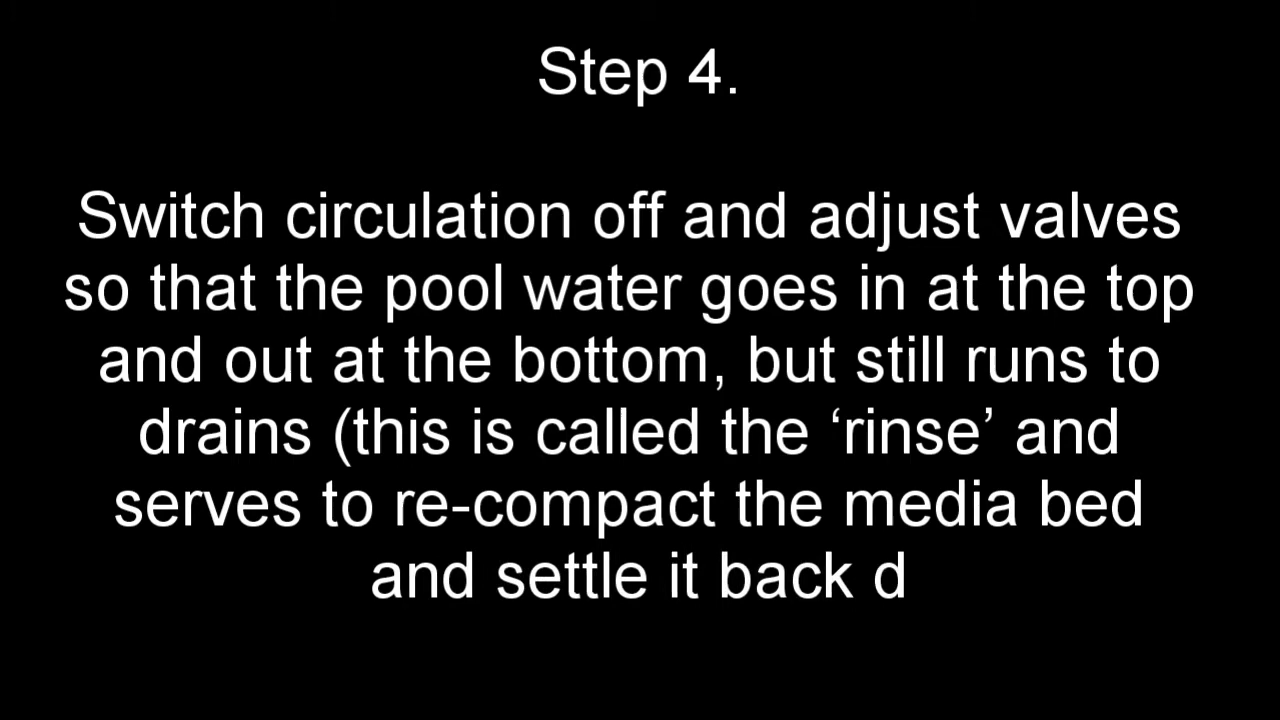 Step 4.
Switch circulation off and adjust valves
so that the pool water goes in at the top
and out at the bottom, but still runs to
drains (this is called the ‘rinse’ and
serves to re-compact the media bed
and settle it back d